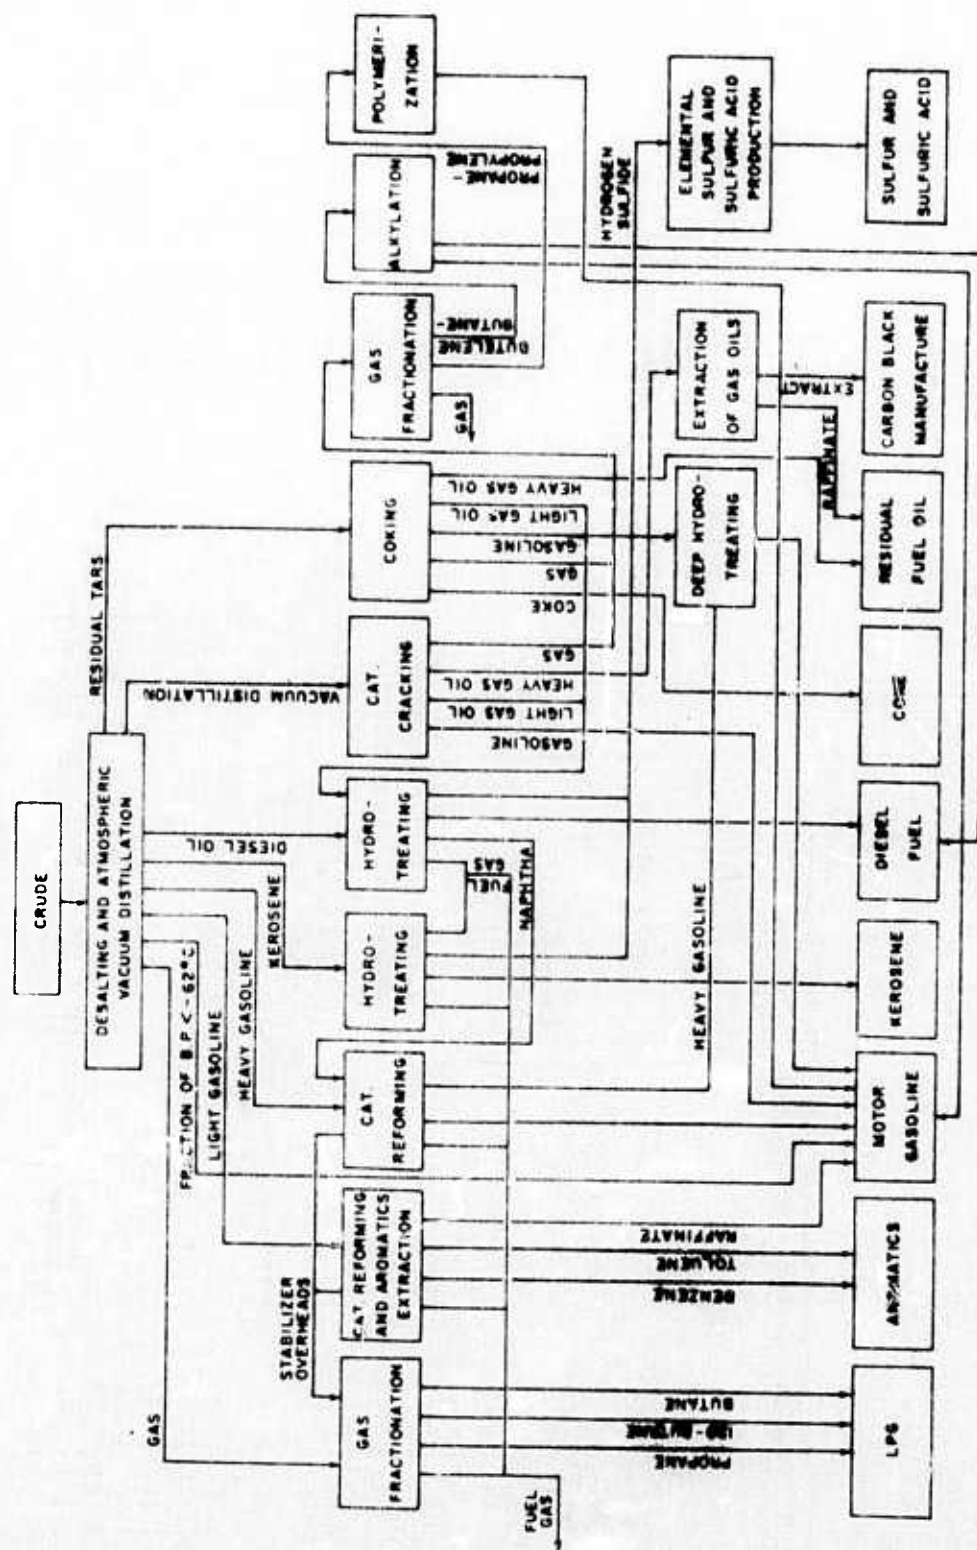 CRUDE
DESALTING AND ATMOSPHERIC
VACUUM DISTILLATION
GAS
FRACTION OF B.P < -62°C
LIGHT GASOLINE
HEAVY GASOLINE
KEROSENE
DIESEL OIL
VACUUM DISTILLATION
RESIDUAL TARS
STABILIZER
OVERHEADS
GAS
FRACTIONATION
CAT. REFORMING
AND AROMATICS
EXTRACTION
CAT.
REFORMING
HYDRO-
TREATING
HYDRO-
TREATING
CAT.
CRACKING
COKING
GAS
FRACTIONATION
ALKYLATION
POLYMERI-
ZATION
FUEL
GAS
NAPHTHA
GASOLINE
LIGHT GAS OIL
HEAVY GAS OIL
GAS
COKE
GAS
GASOLINE
LIGHT GAS OIL
HEAVY GAS OIL
GAS
BUTELENE
BUTANE-
PROPANE-
PROPYLENE
HYDROGEN
SULFIDE
FUEL
GAS
PROPANE
ISO-BUTANE
BUTANE
BENZENE
TOLUENE
RAFFINATE
HEAVY GASOLINE
DEEP HYDRO-
TREATING
EXTRACTION
OF GAS OILS
ELEMENTAL
SULPUR AND
SULFURIC ACID
PRODUCTION
RAFFINATE
EXTRACT
LPG
AROMATICS
MOTOR
GASOLINE
KEROSENE
DIESEL
FUEL
COKE
RESIDUAL
FUEL OIL
CARBON BLACK
MANUFACTURE
SULFUR AND
SULFURIC ACID